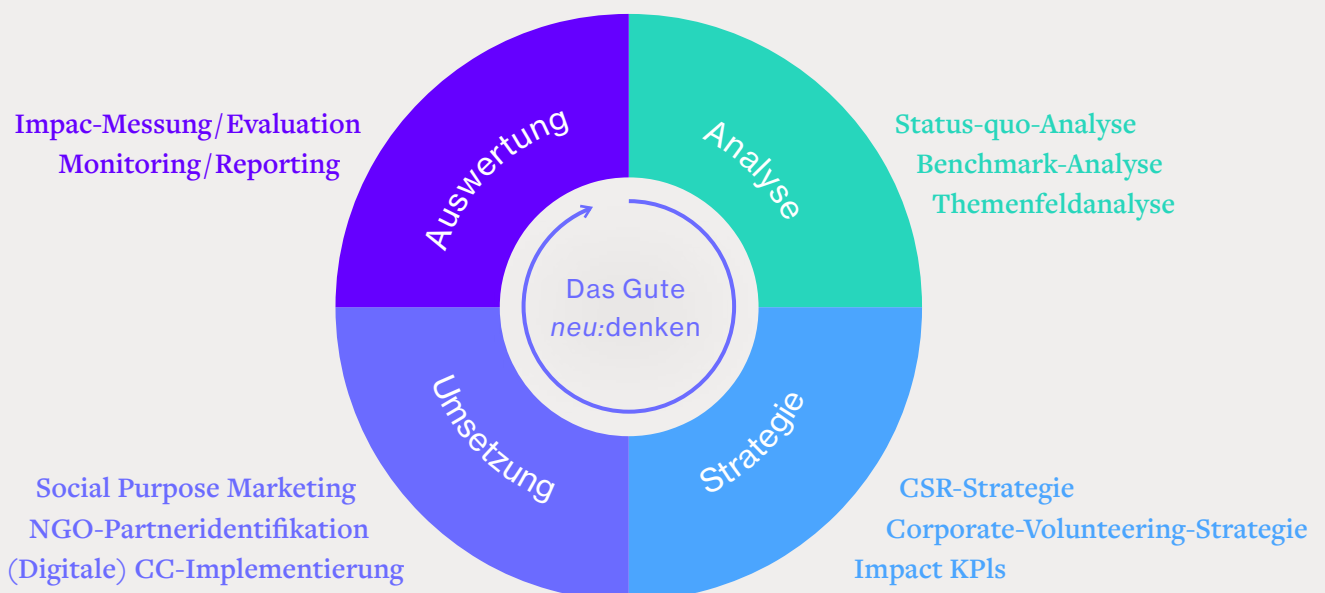 Impac-Messung/Evaluation
Monitoring/Reporting
Auswertung
Analyse
Status-quo-Analyse
Benchmark-Analyse
Themenfeldanalyse
Das Gute
neu:denken
Umsetzung
Strategie
Social Purpose Marketing
NGO-Partneridentifikation
(Digitale) CC-Implementierung
CSR-Strategie
Corporate-Volunteering-Strategie
Impact KPls